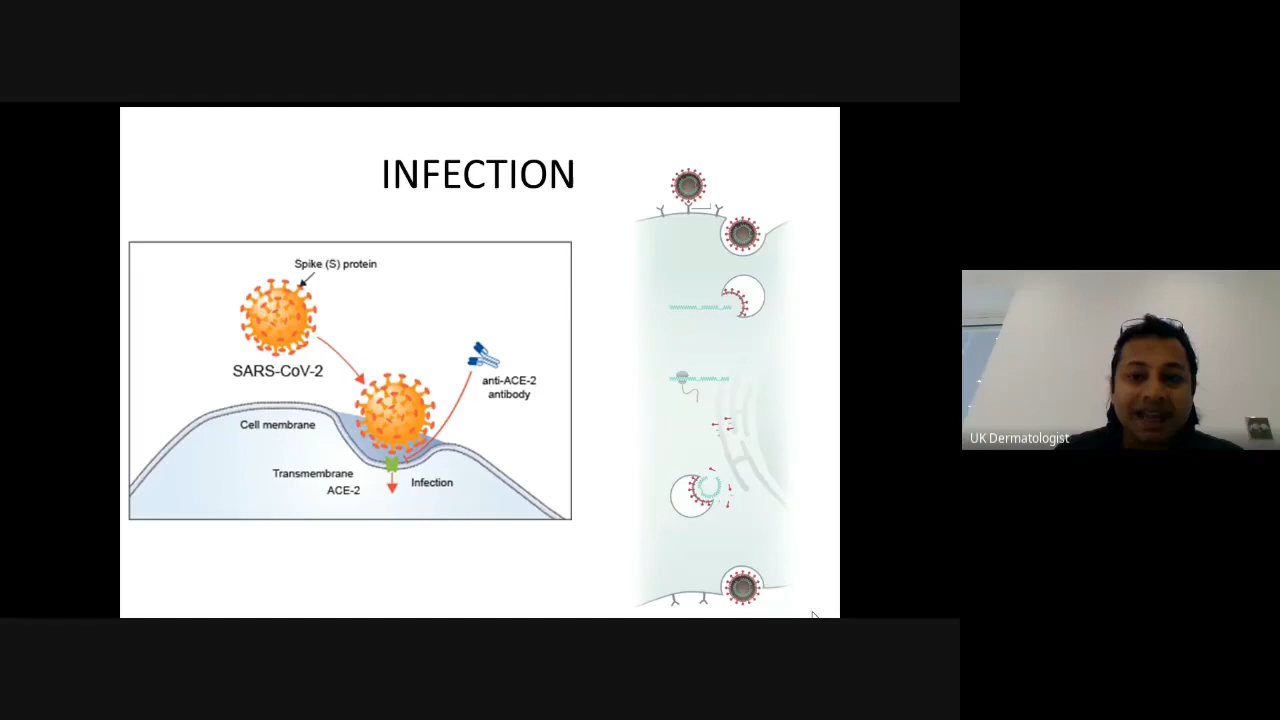 INFECTION
Spike (S) protein
SARS-CoV-2
anti-ACE-2
antibody
Cell membrane
Transmembrane
ACE-2
Infection
UK Dermatologist